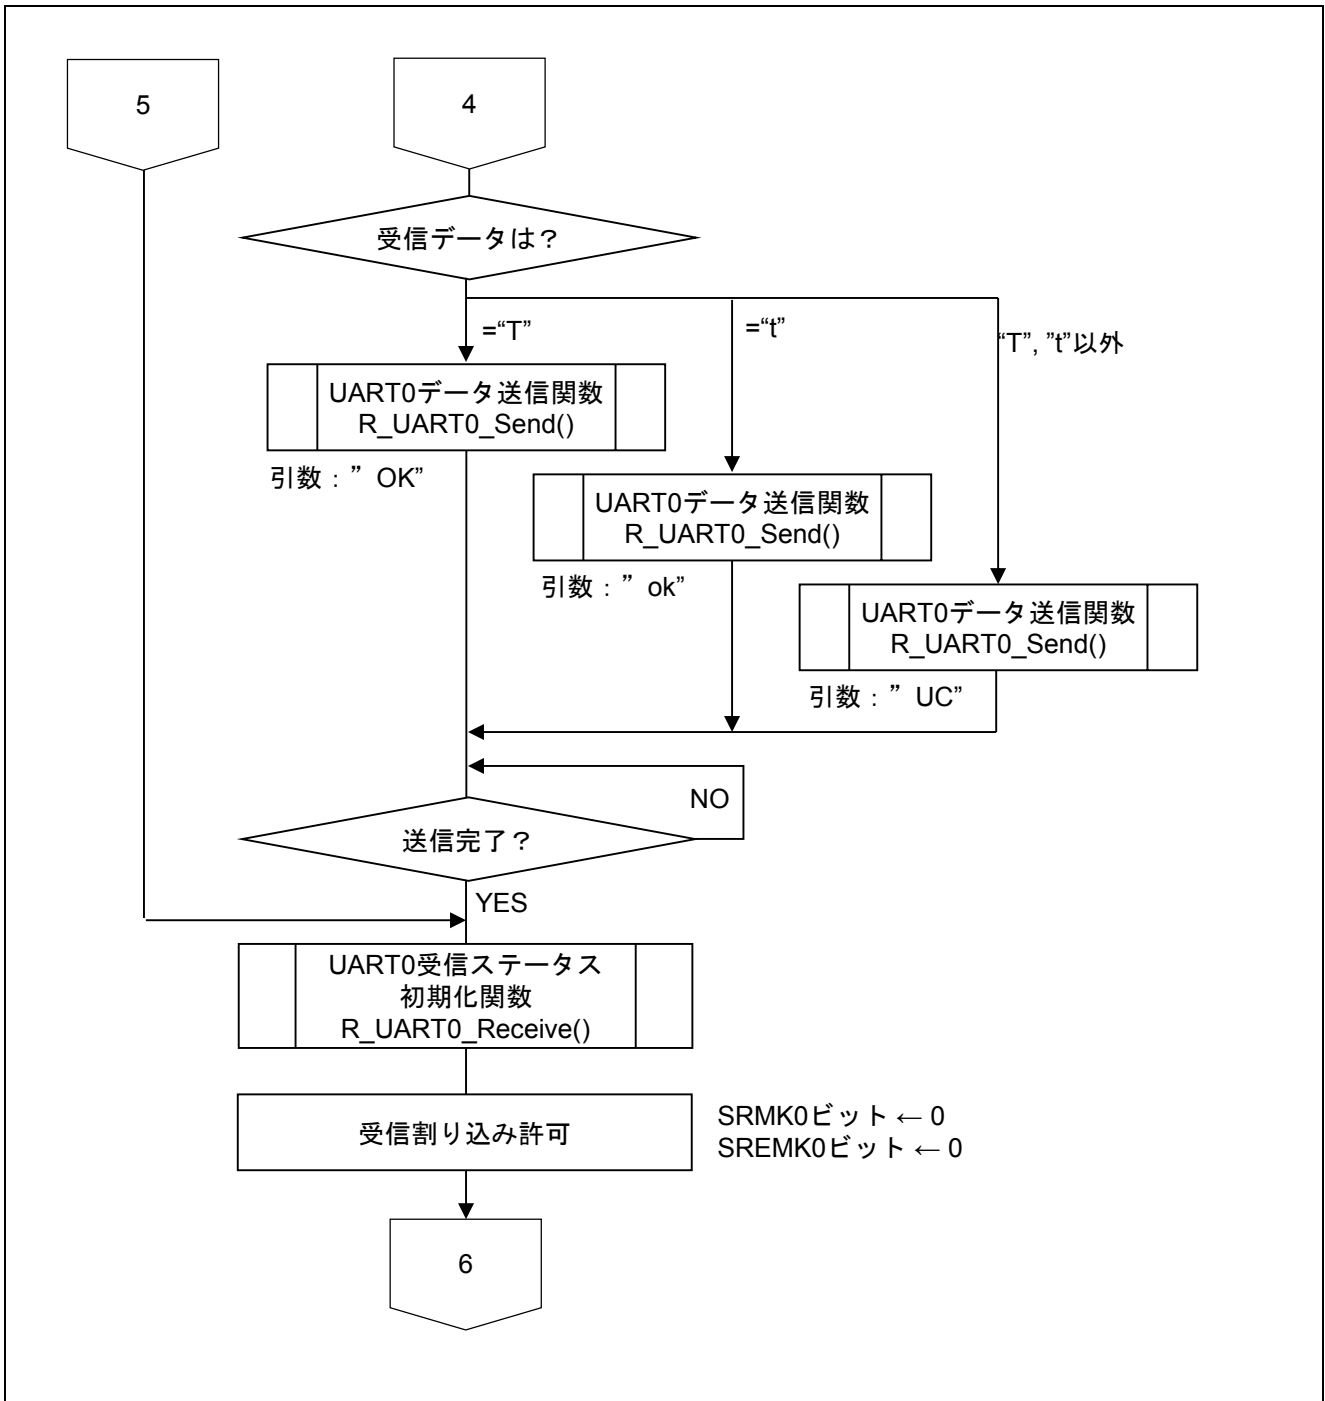 5
4
受信データは？
=“T”
=“t”
“T”, ”t”以外
UART0データ送信関数
R_UART0_Send()
引数：”OK”
UART0データ送信関数
R_UART0_Send()
引数：”ok”
UART0データ送信関数
R_UART0_Send()
引数：”UC”
NO
送信完了？
YES
UART0受信ステータス
初期化関数
R_UART0_Receive()
受信割り込み許可
SRMK0ビット ← 0
SREMK0ビット ← 0
6